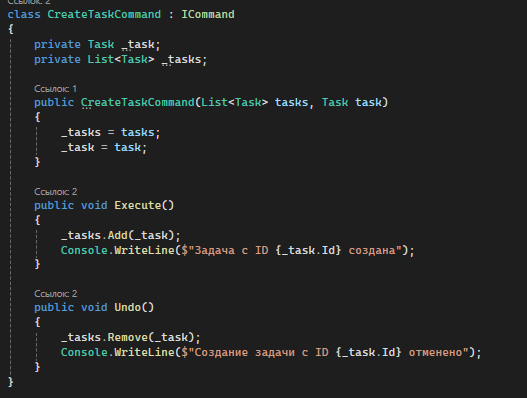 Ссылок: 2
class CreateTaskCommand : ICommand
{
private Task _task;
private List<Task> _tasks;
Ссылок: 1
public CreateTaskCommand(List<Task> tasks, Task task)
{
_tasks = tasks;
_task = task;
}
Ссылок: 2
public void Execute()
{
_tasks.Add(_task);
Console.WriteLine($"Задача с ID {_task.Id} создана");
}
Ссылок: 2
public void Undo()
{
_tasks.Remove(_task);
Console.WriteLine($"Создание задачи с ID {_task.Id} отменено");
}
}